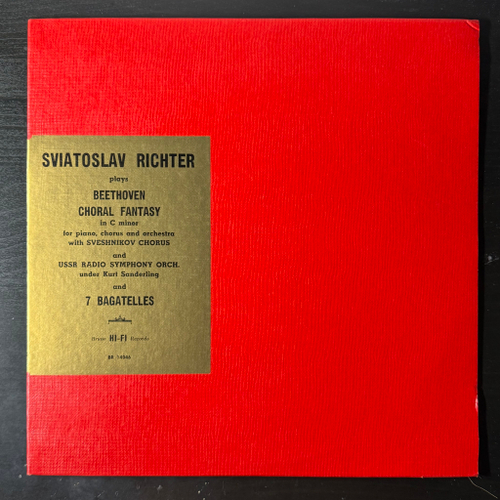 SVIATOSLAV RICHTER
plays
BEETHOVEN
CHORAL FANTASY
in C minor
for piano, chorus and orchestra
with SVESHNIKOV CHORUS
and
USSR RADIO SYMPHONY ORCH.
under Kurt Sanderling
and
7 BAGATELLES
HI-FI Records